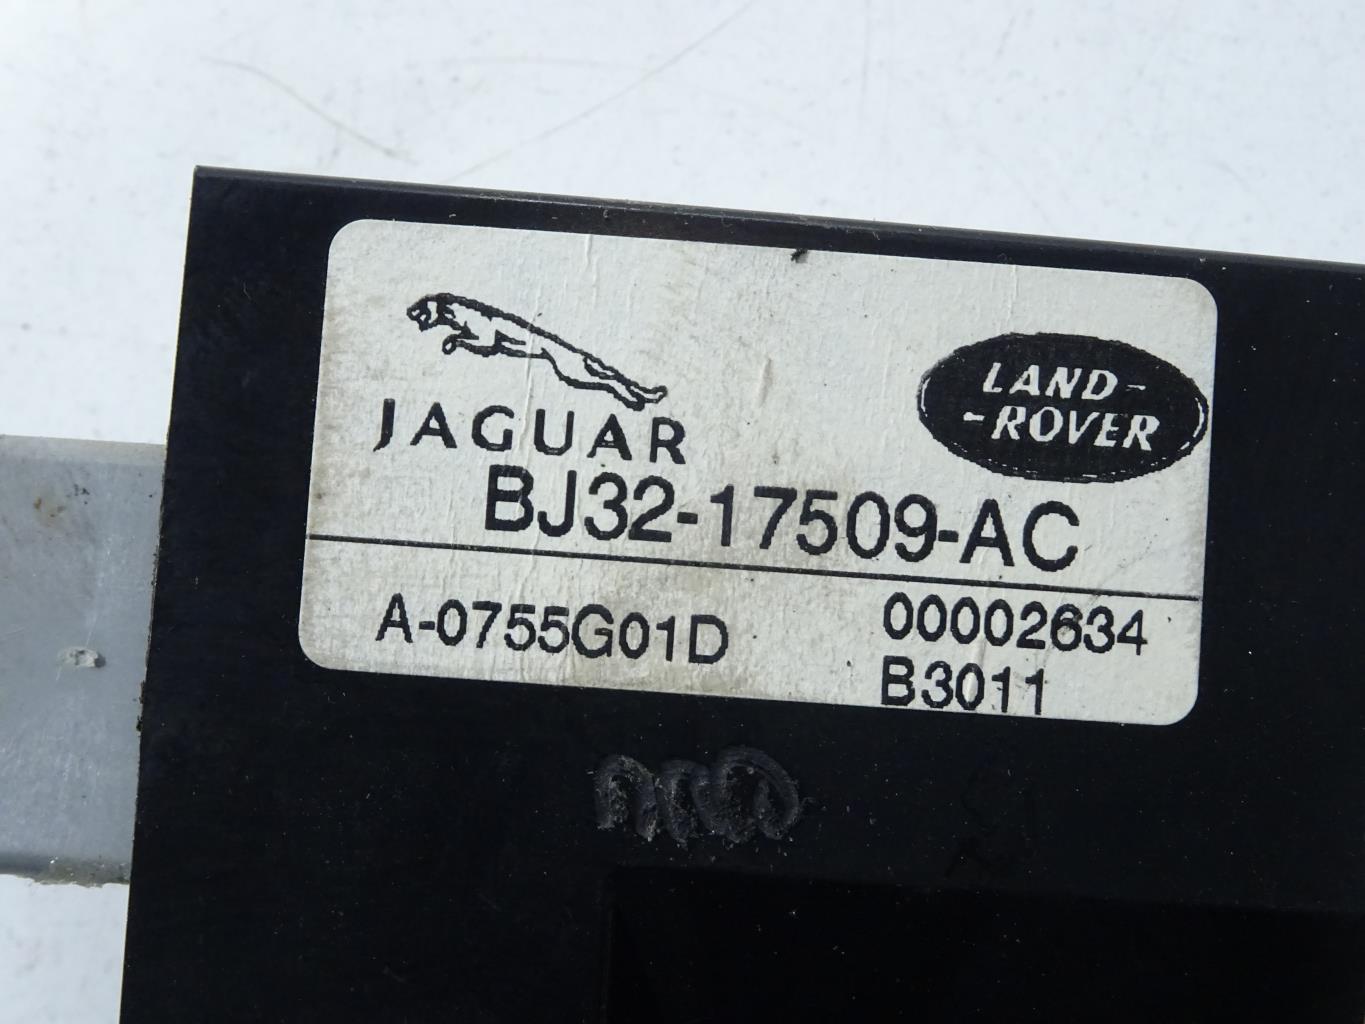 JAGUAR
LAND-
-ROVER
BJ32-17509-AC
A-0755G01D
00002634
B3011